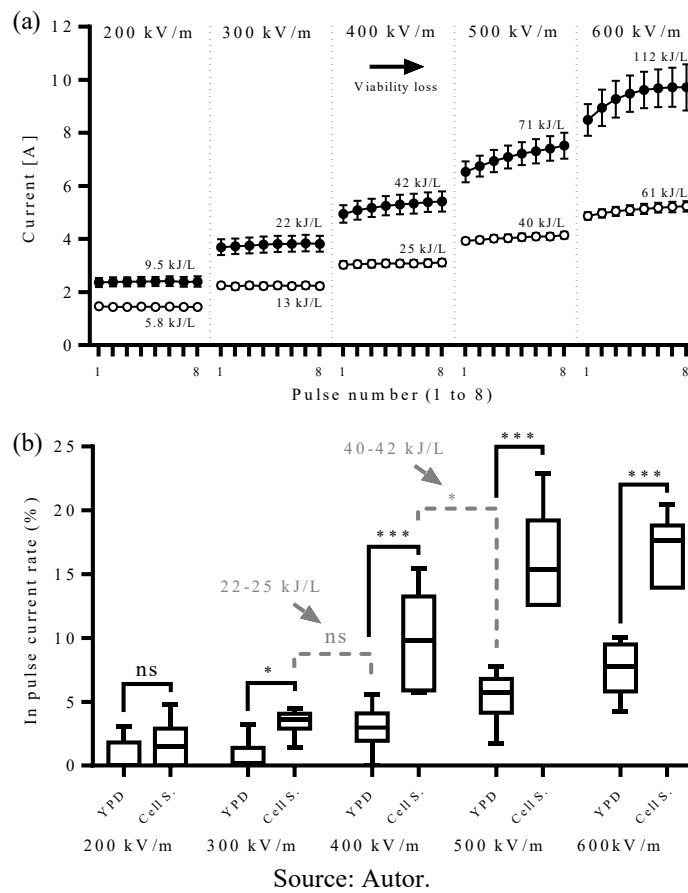 (a)
200 kV/m 300 kV/m 400 kV/m 500 kV/m 600 kV/m
Viability loss
112 kJ/L
71 kJ/L
61 kJ/L
42 kJ/L
40 kJ/L
22 kJ/L
25 kJ/L
9.5 kJ/L
13 kJ/L
5.8 kJ/L
Current [A]
12
10
8
6
4
2
0
1 8 1 8 1 8 1 8 1 8
Pulse number (1 to 8)
(b)
In pulse current rate (%)
25
20
15
10
5
0
40-42 kJ/L
***
*
***
***
22-25 kJ/L
ns
ns
*
YPD Cell S. YPD Cell S. YPD Cell S. YPD Cell S. YPD Cell S.
200 kV/m 300 kV/m 400 kV/m 500 kV/m 600kV/m
Source: Autor.